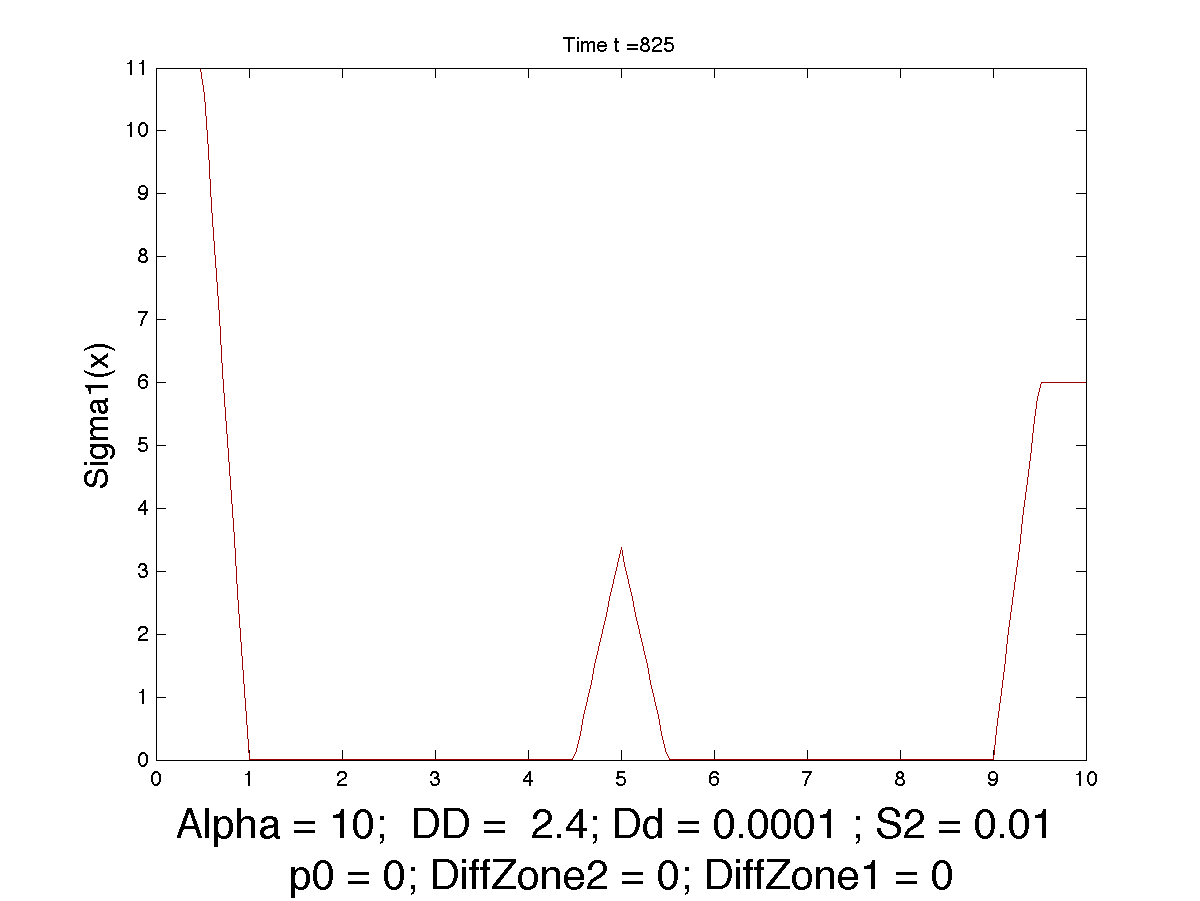 Time t =825
11
10
9
8
7
6
5
4
3
2
1
0
Sigma1(x)
0 1 2 3 4 5 6 7 8 9 10
Alpha = 10;  DD =  2.4; Dd = 0.0001 ; S2 = 0.01
p0 = 0; DiffZone2 = 0; DiffZone1 = 0